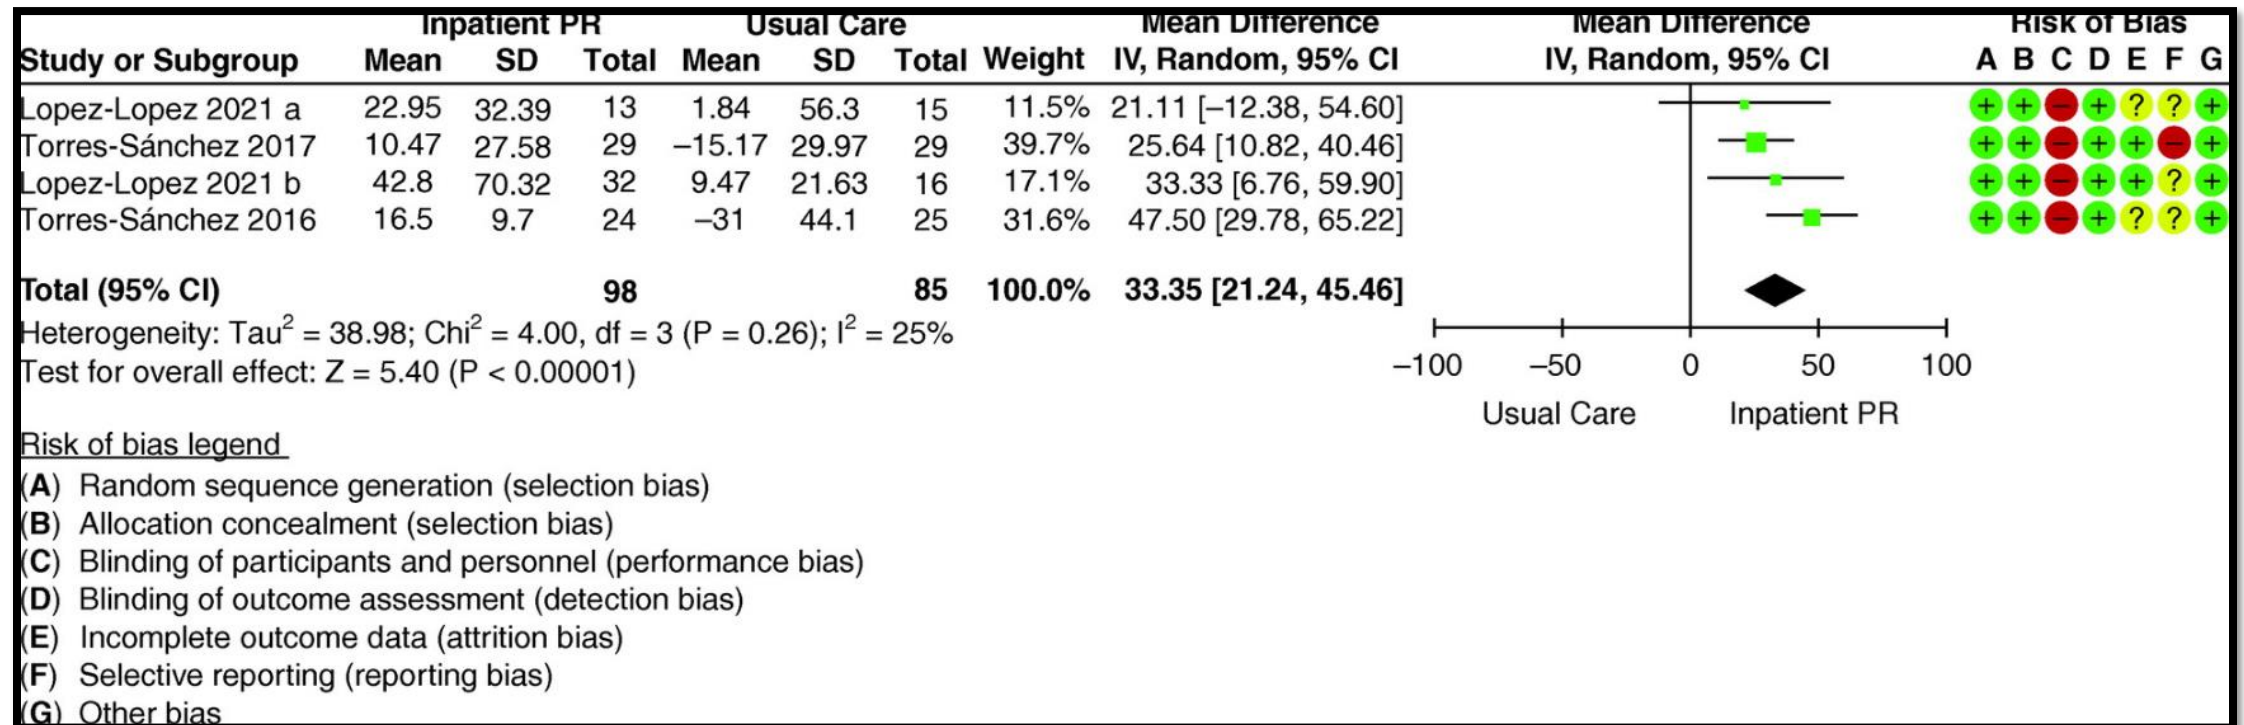 Inpatient PR Usual Care Mean Difference Mean Difference Risk of Bias
Study or Subgroup Mean SD Total Mean SD Total Weight IV, Random, 95% CI IV, Random, 95% CI A B C D E F G
Lopez-Lopez 2021 a 22.95 32.39 13 1.84 56.3 15 11.5% 21.11 [–12.38, 54.60] + + – + ? ? +
Torres-Sánchez 2017 10.47 27.58 29 –15.17 29.97 29 39.7% 25.64 [10.82, 40.46] + + – + + – +
Lopez-Lopez 2021 b 42.8 70.32 32 9.47 21.63 16 17.1% 33.33 [6.76, 59.90] + + – + + ? +
Torres-Sánchez 2016 16.5 9.7 24 –31 44.1 25 31.6% 47.50 [29.78, 65.22] + + – + ? ? +
Total (95% CI) 98 85 100.0% 33.35 [21.24, 45.46]
Heterogeneity: Tau² = 38.98; Chi² = 4.00, df = 3 (P = 0.26); I² = 25%
Test for overall effect: Z = 5.40 (P < 0.00001)
–100 –50 0 50 100
Usual Care Inpatient PR
Risk of bias legend
(A) Random sequence generation (selection bias)
(B) Allocation concealment (selection bias)
(C) Blinding of participants and personnel (performance bias)
(D) Blinding of outcome assessment (detection bias)
(E) Incomplete outcome data (attrition bias)
(F) Selective reporting (reporting bias)
(G) Other bias